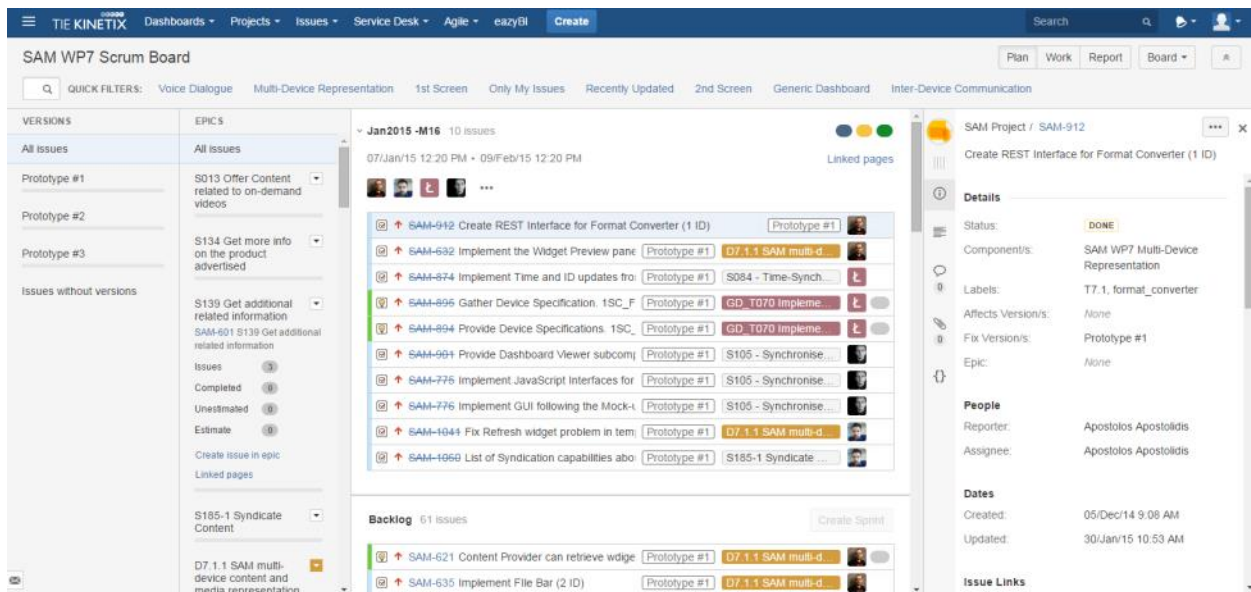 TIE KINETIX Dashboards Projects Issues Service Desk Agile eazyBI Create Search
SAM WP7 Scrum Board
Plan Work Report Board
QUICK FILTERS: Voice Dialogue Multi-Device Representation 1st Screen Only My Issues Recently Updated 2nd Screen Generic Dashboard Inter-Device Communication
VERSIONS
All issues
Prototype #1
Prototype #2
Prototype #3
Issues without versions
EPICS
All issues
S013 Offer Content
related to on-demand
videos
S134 Get more info
on the product
advertised
S139 Get additional
related information
SAM-601 S139 Get additional
related information
Issues 3
Completed 0
Unestimated 0
Estimate 0
Create issue in epic
Linked pages
S185-1 Syndicate
Content
D7.1.1 SAM multi-
device content and
media representation
Jan2015 -M16 10 issues
07/Jan/15 12:20 PM • 09/Feb/15 12:20 PM Linked pages
SAM-912 Create REST Interface for Format Converter (1 ID) Prototype #1
SAM-632 Implement the Widget Preview pane Prototype #1 D7.1.1 SAM multi-d...
SAM-874 Implement Time and ID updates fro Prototype #1 S084 - Time-Synch...
SAM-895 Gather Device Specification. 1SC_F Prototype #1 GD_T070 Impleme... Ł
SAM-894 Provide Device Specifications. 1SC_ Prototype #1 GD_T070 Impleme... Ł
SAM-901 Provide Dashboard Viewer subcom Prototype #1 S105 - Synchronise...
SAM-775 Implement JavaScript Interfaces for Prototype #1 S105 - Synchronise...
SAM-776 Implement GUI following the Mock-u Prototype #1 S105 - Synchronise...
SAM-1041 Fix Refresh widget problem in tem Prototype #1 D7.1.1 SAM multi-d...
SAM-1060 List of Syndication capabilities abo Prototype #1 S185-1 Syndicate ...
Backlog 61 issues Create Sprint
SAM-621 Content Provider can retrieve wdige Prototype #1 D7.1.1 SAM multi-d...
SAM-635 Implement File Bar (2 ID) Prototype #1 D7.1.1 SAM multi-d...
SAM Project / SAM-912
Create REST Interface for Format Converter (1 ID)
Details
Status: DONE
Component/s: SAM WP7 Multi-Device
Representation
Labels: T7.1, format_converter
Affects Version/s: None
Fix Version/s: Prototype #1
Epic: None
People
Reporter: Apostolos Apostolidis
Assignee: Apostolos Apostolidis
Dates
Created: 05/Dec/14 9:08 AM
Updated: 30/Jan/15 10:53 AM
Issue Links